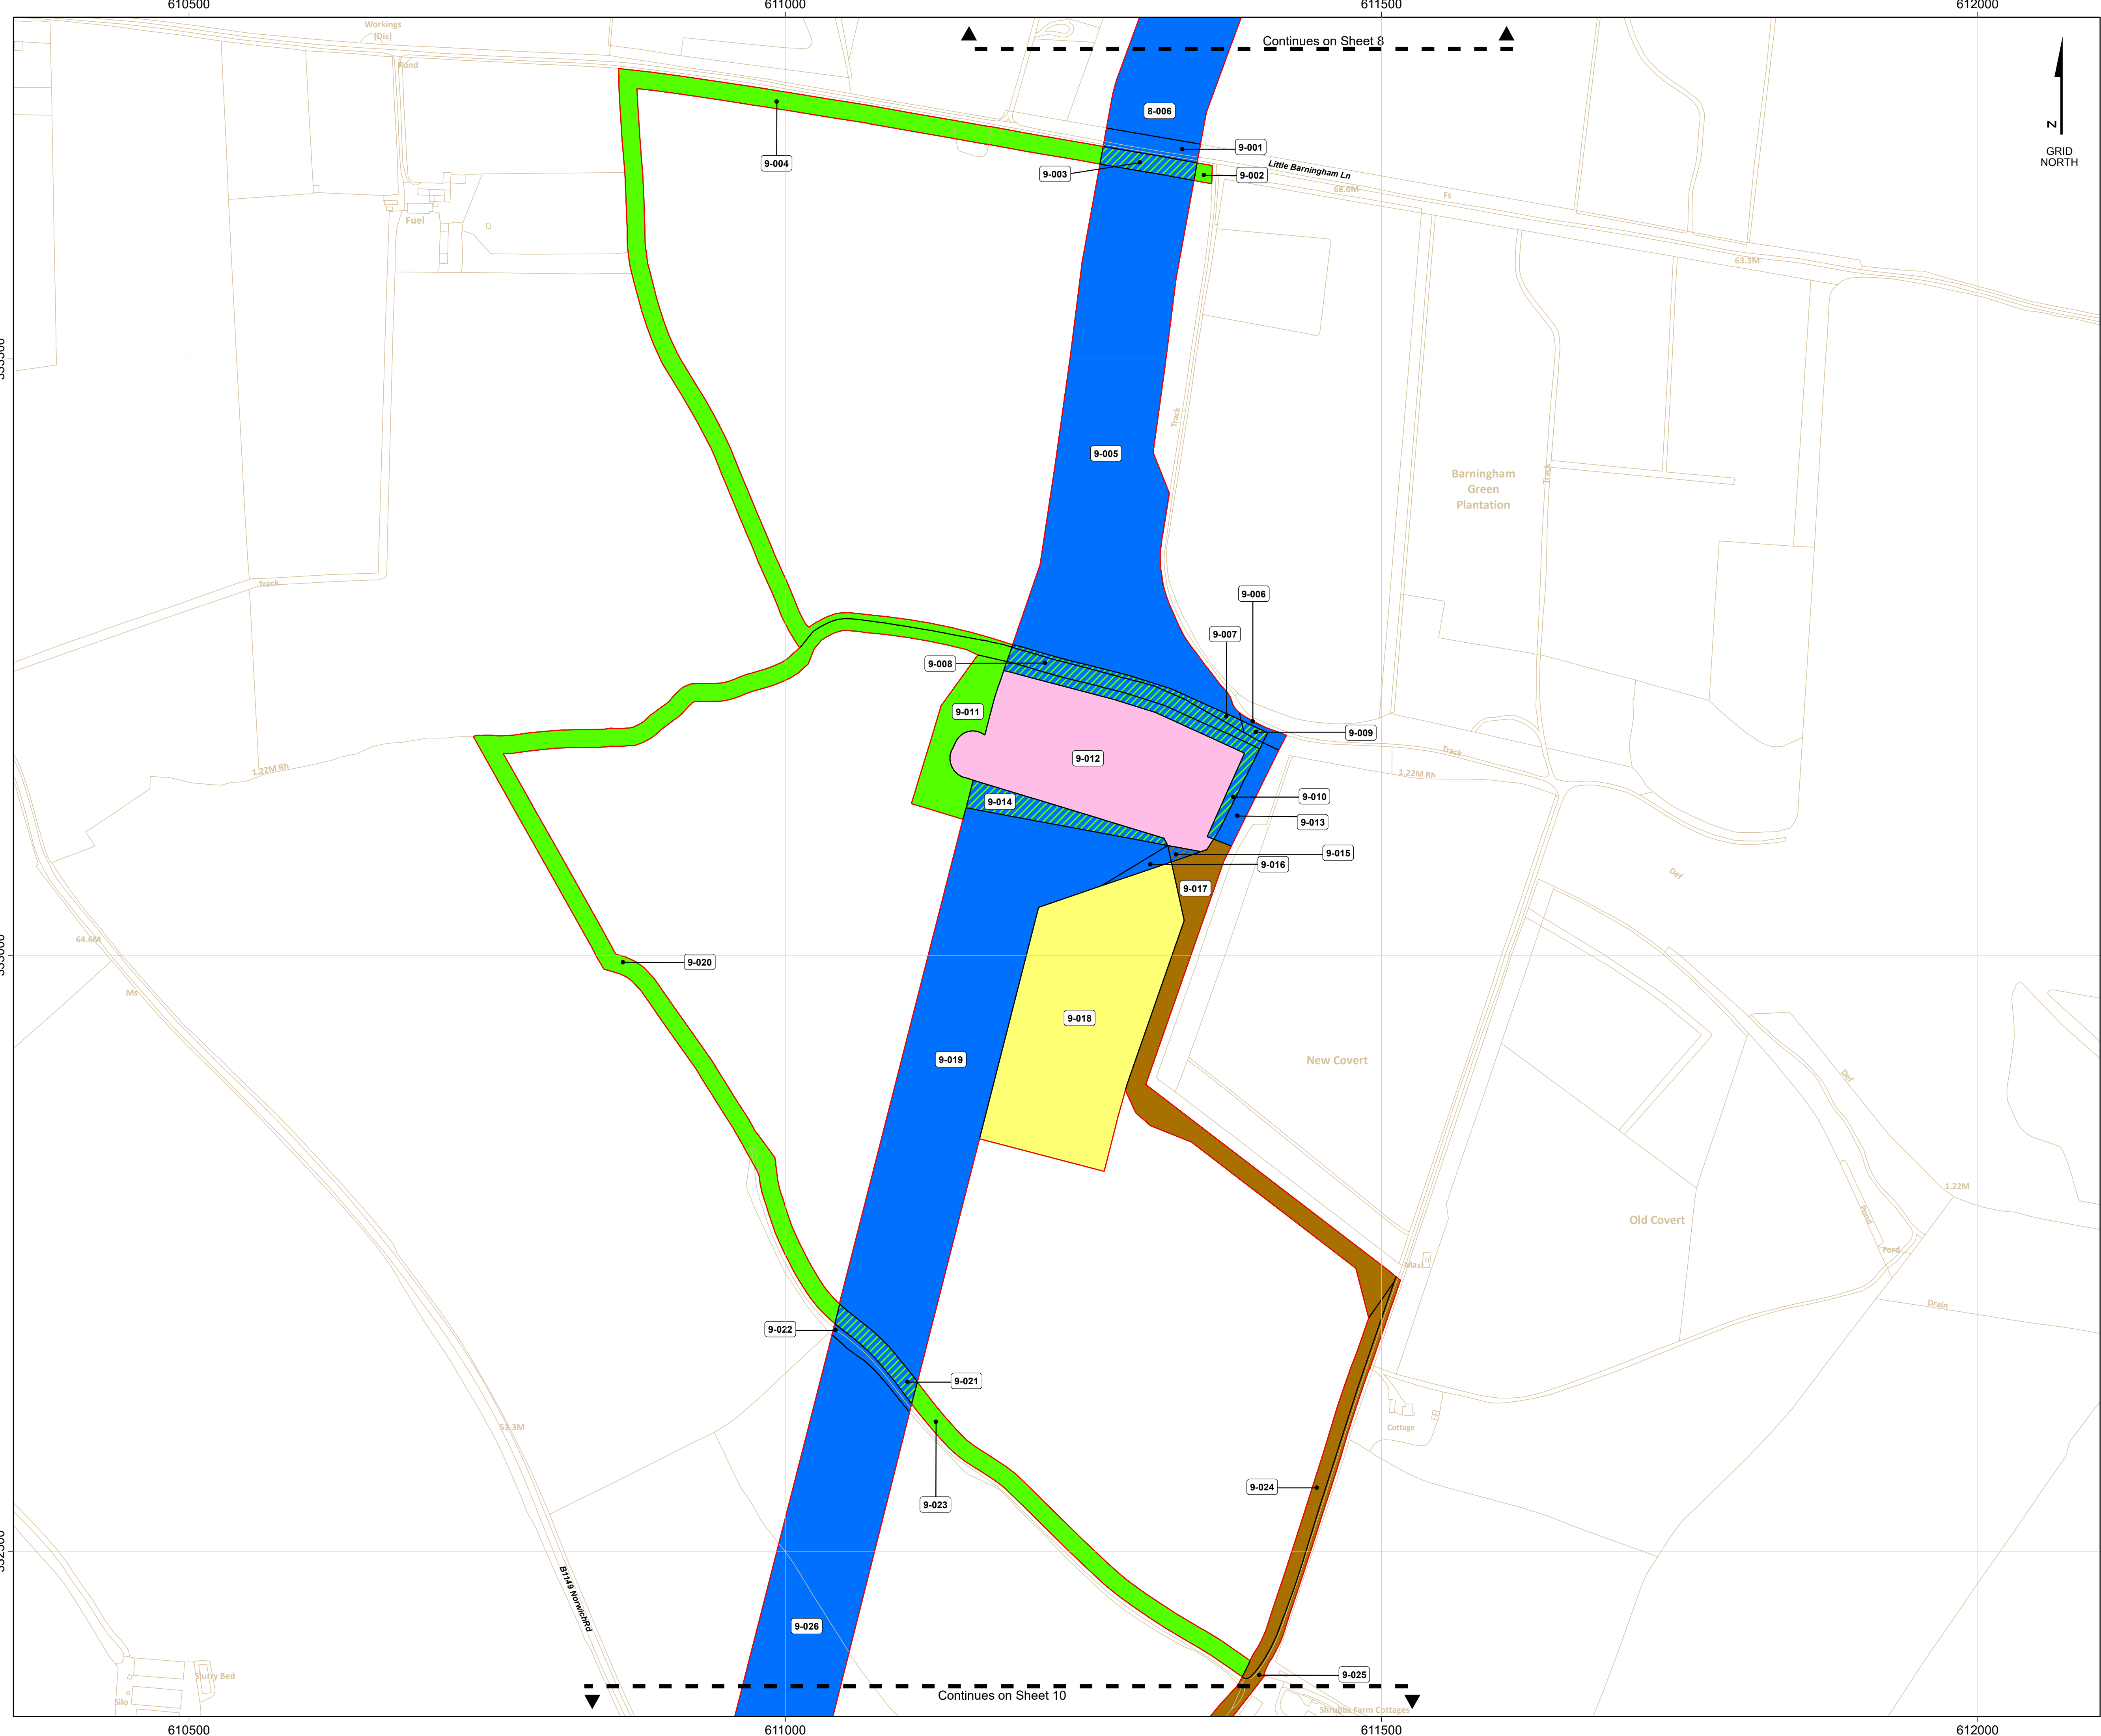 610500
611000
611500
612000
Workings
(Dis)
Pond
Continues on Sheet 8
Z
GRID
NORTH
8-006
9-001
9-004
9-003
9-002
Little Barningham Ln
68.6M
Fs
Fuel
63.3M
Track
9-005
Barningham
Green
Plantation
Track
Track
9-006
9-007
9-008
9-011
9-009
Track
9-012
1.22M Rh
1.22M Rh
9-014
9-010
9-013
9-015
9-016
9-017
Def
64.6M
9-020
Ms
9-018
9-019
New Covert
Def
1.22M
Old Covert
Pond
Ford
Mast
Drain
9-022
9-021
53.3M
Cottage
9-024
9-023
B1149 NorwichRd
9-026
9-025
Slurry Bed
Silo
Continues on Sheet 10
Shrubbs Farm Cottages
610500
611000
611500
612000